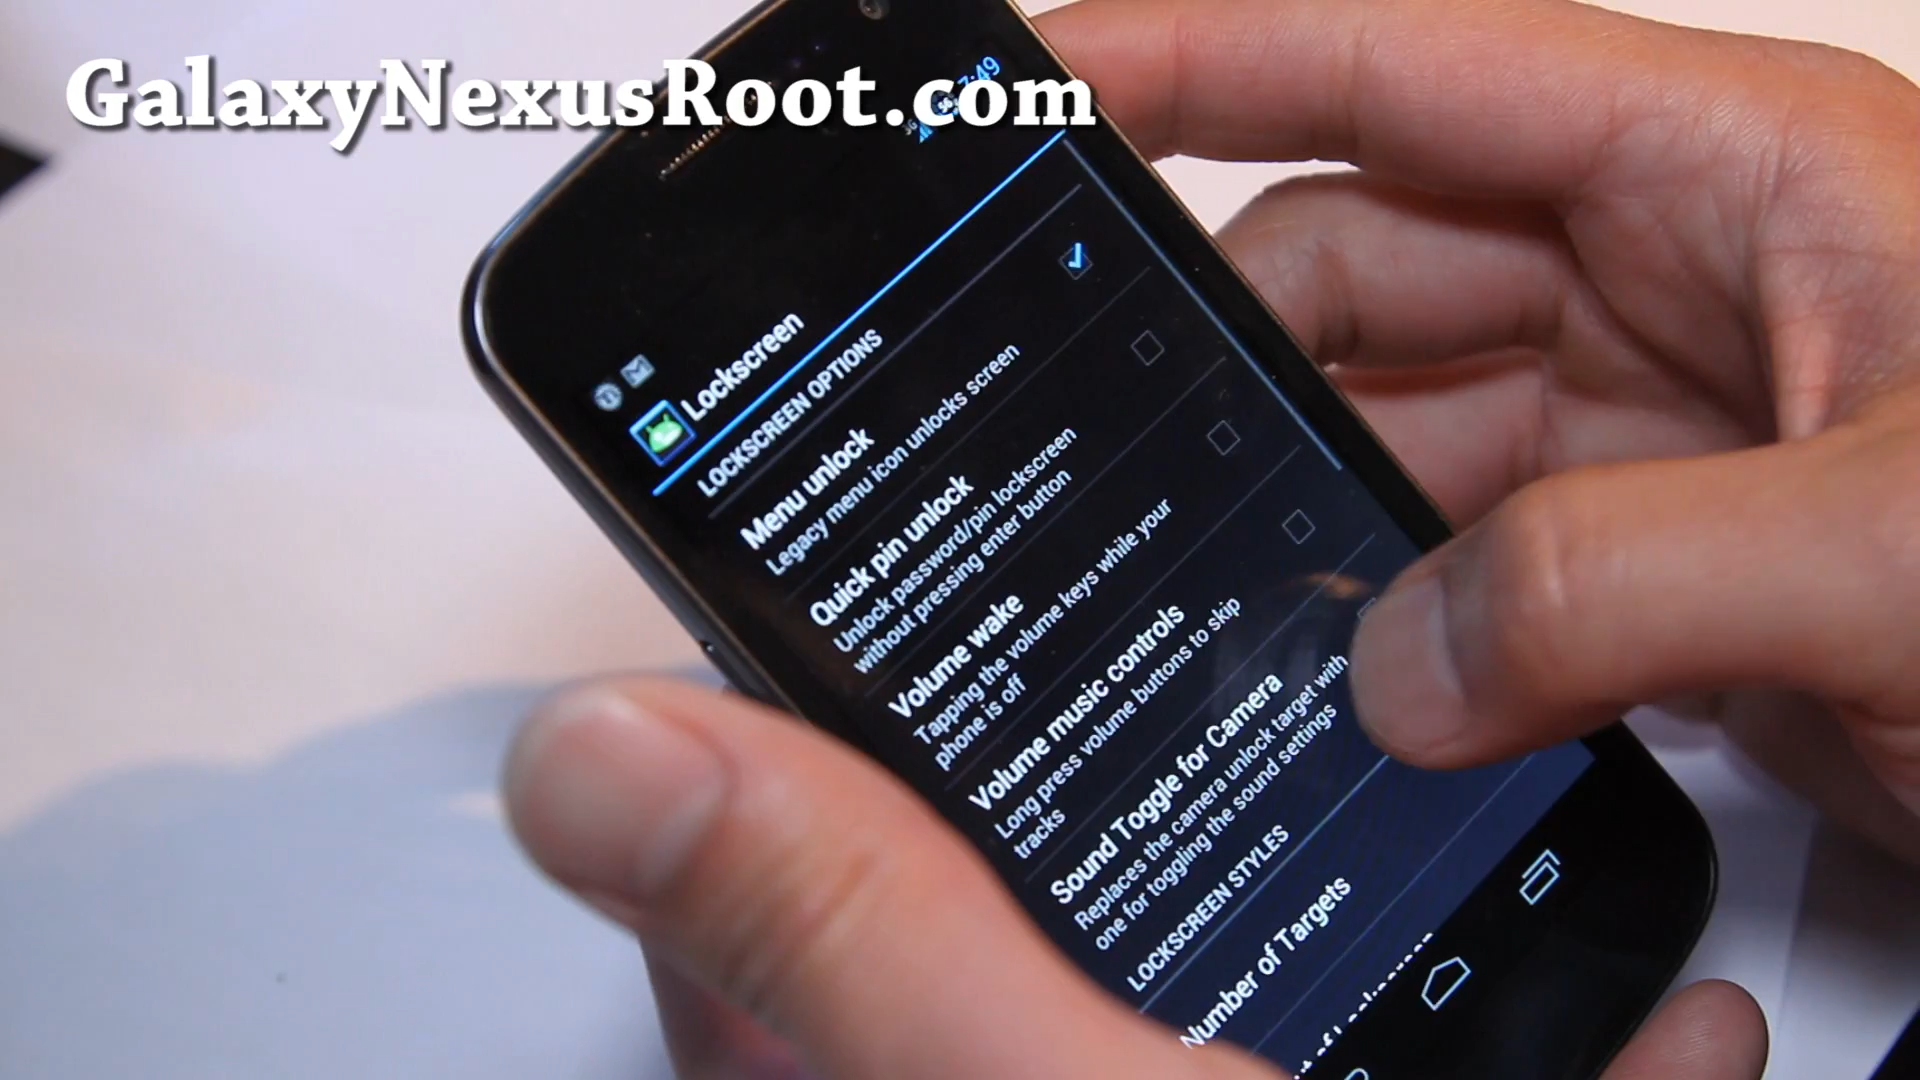 GalaxyNexusRoot.com
7:49
3G
Lockscreen
LOCKSCREEN OPTIONS
Menu unlock
Legacy menu icon unlocks screen
Quick pin unlock
Unlock password/pin lockscreen
without pressing enter button
Volume wake
Tapping the volume keys while your
phone is off
Volume music controls
Long press volume buttons to skip
tracks
Sound Toggle for Camera
Replaces the camera unlock target with
one for toggling the sound settings
LOCKSCREEN STYLES
Number of Targets